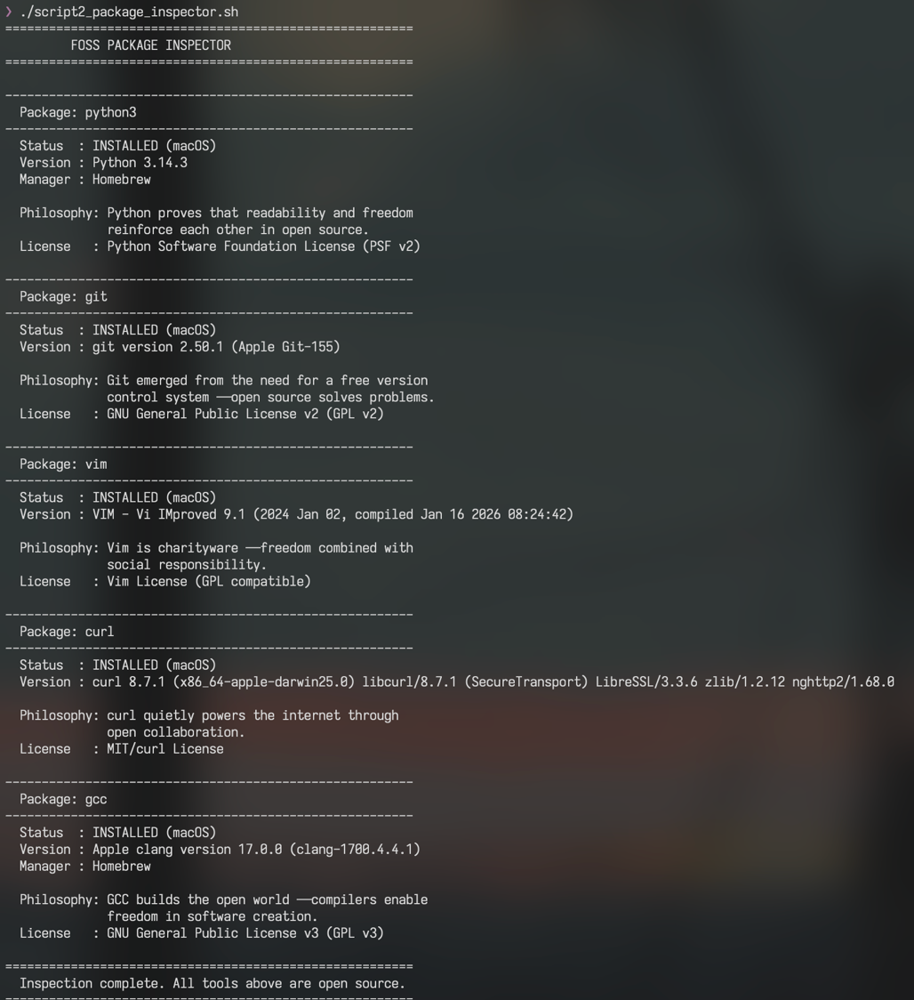 ❯ ./script2_package_inspector.sh
========================================================
         FOSS PACKAGE INSPECTOR
========================================================

--------------------------------------------------------
  Package: python3
--------------------------------------------------------
  Status  : INSTALLED (macOS)
  Version : Python 3.14.3
  Manager : Homebrew

  Philosophy: Python proves that readability and freedom
              reinforce each other in open source.
  License   : Python Software Foundation License (PSF v2)

--------------------------------------------------------
  Package: git
--------------------------------------------------------
  Status  : INSTALLED (macOS)
  Version : git version 2.50.1 (Apple Git-155)

  Philosophy: Git emerged from the need for a free version
              control system —open source solves problems.
  License   : GNU General Public License v2 (GPL v2)

--------------------------------------------------------
  Package: vim
--------------------------------------------------------
  Status  : INSTALLED (macOS)
  Version : VIM - Vi IMproved 9.1 (2024 Jan 02, compiled Jan 16 2026 08:24:42)

  Philosophy: Vim is charityware —freedom combined with
              social responsibility.
  License   : Vim License (GPL compatible)

--------------------------------------------------------
  Package: curl
--------------------------------------------------------
  Status  : INSTALLED (macOS)
  Version : curl 8.7.1 (x86_64-apple-darwin25.0) libcurl/8.7.1 (SecureTransport) LibreSSL/3.3.6 zlib/1.2.12 nghttp2/1.68.0

  Philosophy: curl quietly powers the internet through
              open collaboration.
  License   : MIT/curl License

--------------------------------------------------------
  Package: gcc
--------------------------------------------------------
  Status  : INSTALLED (macOS)
  Version : Apple clang version 17.0.0 (clang-1700.4.4.1)
  Manager : Homebrew

  Philosophy: GCC builds the open world —compilers enable
              freedom in software creation.
  License   : GNU General Public License v3 (GPL v3)

========================================================
  Inspection complete. All tools above are open source.
========================================================